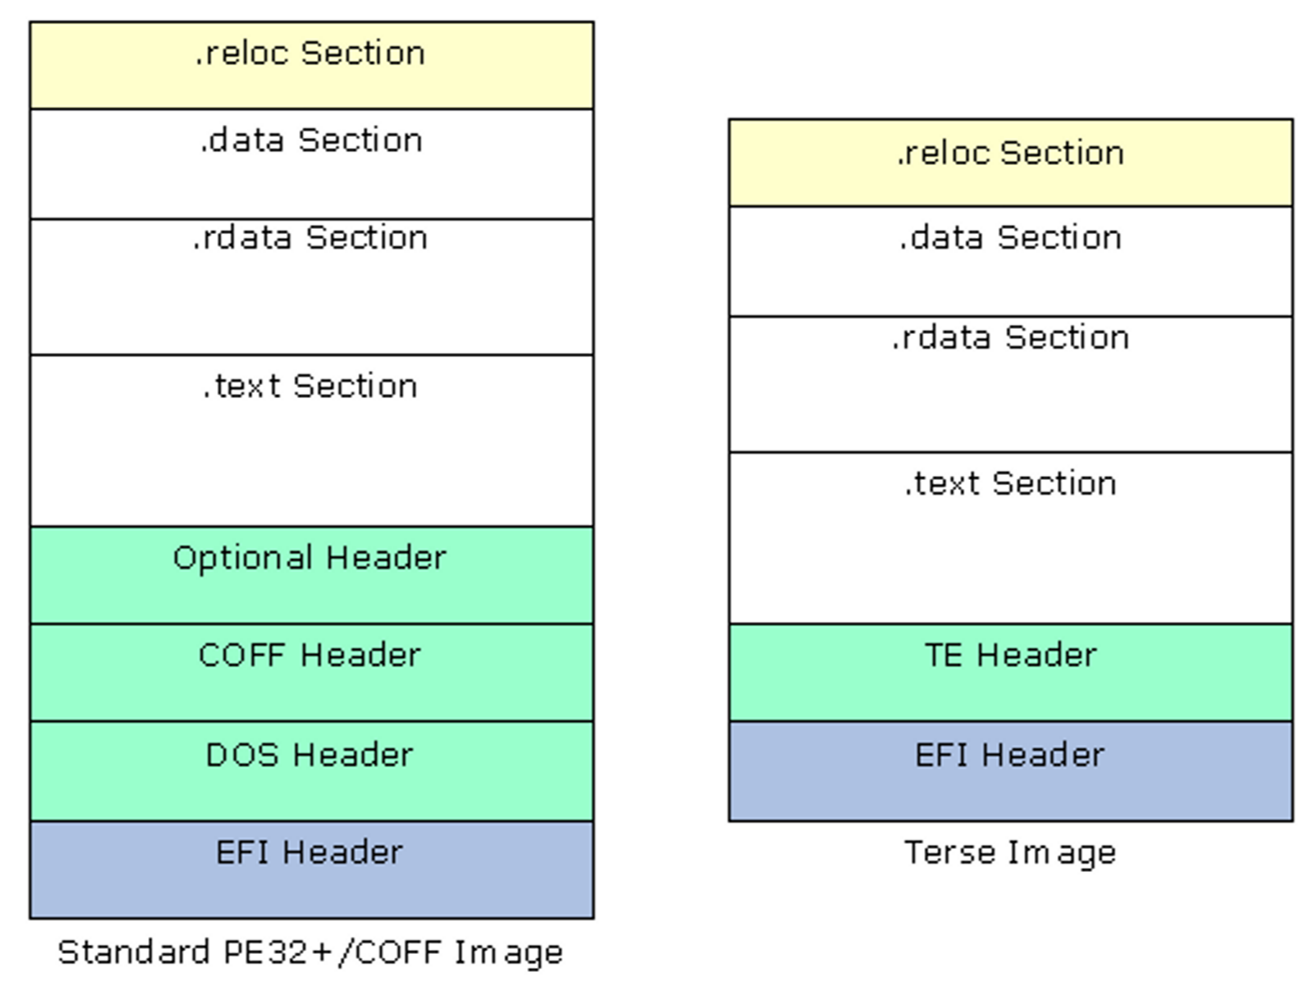 .reloc Section
.data Section
.rdata Section
.text Section
Optional Header
COFF Header
DOS Header
EFI Header
Standard PE32+/COFF Image
.reloc Section
.data Section
.rdata Section
.text Section
TE Header
EFI Header
Terse Image